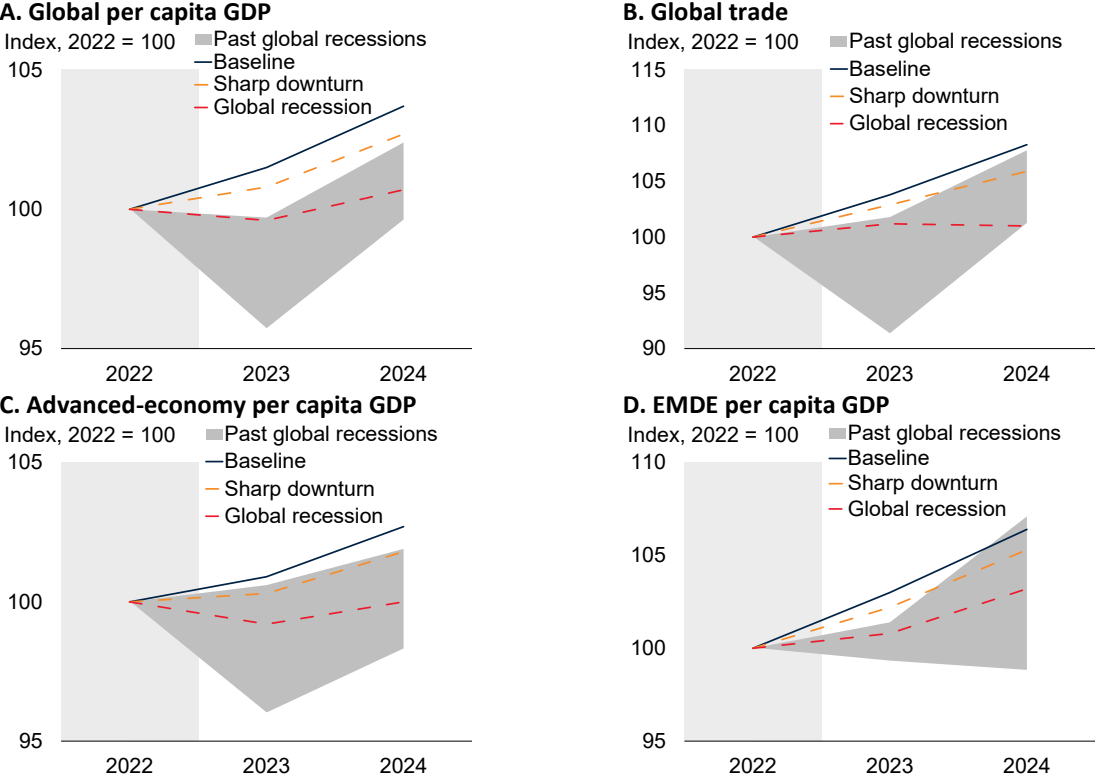 A. Global per capita GDP
Index, 2022 = 100
Past global recessions
Baseline
Sharp downturn
Global recession
105
100
95
2022 2023 2024
B. Global trade
Index, 2022 = 100
Past global recessions
Baseline
Sharp downturn
Global recession
115
110
105
100
95
90
2022 2023 2024
C. Advanced-economy per capita GDP
Index, 2022 = 100
Past global recessions
Baseline
Sharp downturn
Global recession
105
100
95
2022 2023 2024
D. EMDE per capita GDP
Index, 2022 = 100
Past global recessions
Baseline
Sharp downturn
Global recession
110
105
100
95
2022 2023 2024